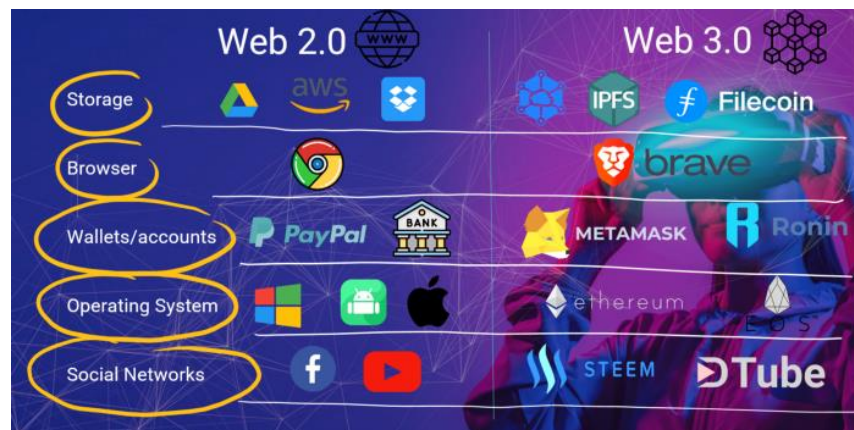 Web 2.0 WWW Web 3.0
Storage aws IPFS Filecoin
Browser brave
Wallets/accounts PayPal BANK METAMASK Ronin
Operating System ethereum EOS
Social Networks f STEEM DTube